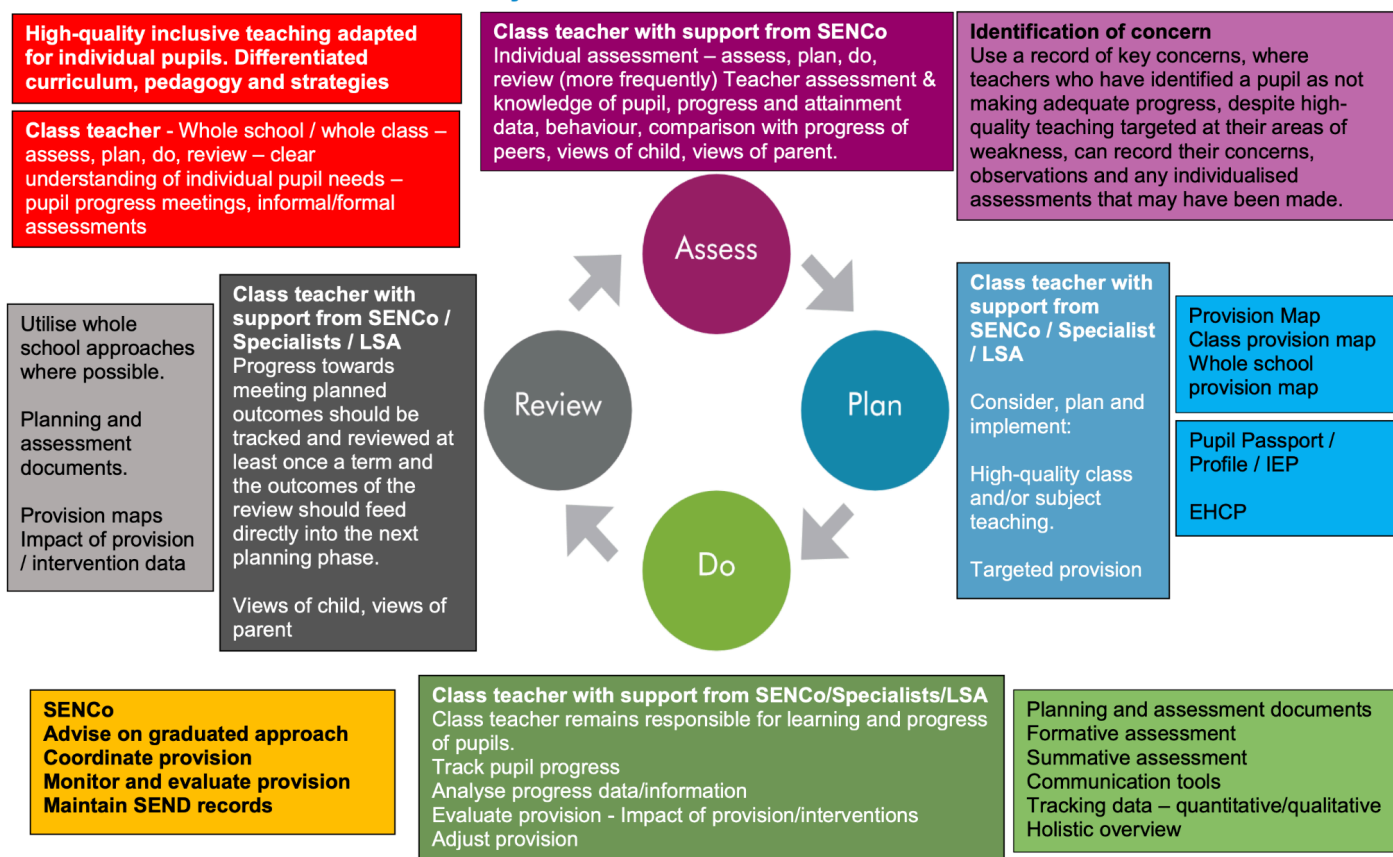 High-quality inclusive teaching adapted
for individual pupils. Differentiated
curriculum, pedagogy and strategies
Class teacher - Whole school / whole class –
assess, plan, do, review – clear
understanding of individual pupil needs –
pupil progress meetings, informal/formal
assessments
Class teacher with support from SENCo
Individual assessment – assess, plan, do,
review (more frequently) Teacher assessment &
knowledge of pupil, progress and attainment
data, behaviour, comparison with progress of
peers, views of child, views of parent.
Identification of concern
Use a record of key concerns, where
teachers who have identified a pupil as not
making adequate progress, despite high-
quality teaching targeted at their areas of
weakness, can record their concerns,
observations and any individualised
assessments that may have been made.
Assess
Plan
Do
Review
Class teacher with
support from
SENCo / Specialist
/ LSA
Consider, plan and
implement:
High-quality class
and/or subject
teaching.
Targeted provision
Provision Map
Class provision map
Whole school
provision map
Pupil Passport /
Profile / IEP
EHCP
Utilise whole
school approaches
where possible.
Planning and
assessment
documents.
Provision maps
Impact of provision
/ intervention data
Class teacher with
support from SENCo /
Specialists / LSA
Progress towards
meeting planned
outcomes should be
tracked and reviewed at
least once a term and
the outcomes of the
review should feed
directly into the next
planning phase.
Views of child, views of
parent
SENCo
Advise on graduated approach
Coordinate provision
Monitor and evaluate provision
Maintain SEND records
Class teacher with support from SENCo/Specialists/LSA
Class teacher remains responsible for learning and progress
of pupils.
Track pupil progress
Analyse progress data/information
Evaluate provision - Impact of provision/interventions
Adjust provision
Planning and assessment documents
Formative assessment
Summative assessment
Communication tools
Tracking data – quantitative/qualitative
Holistic overview